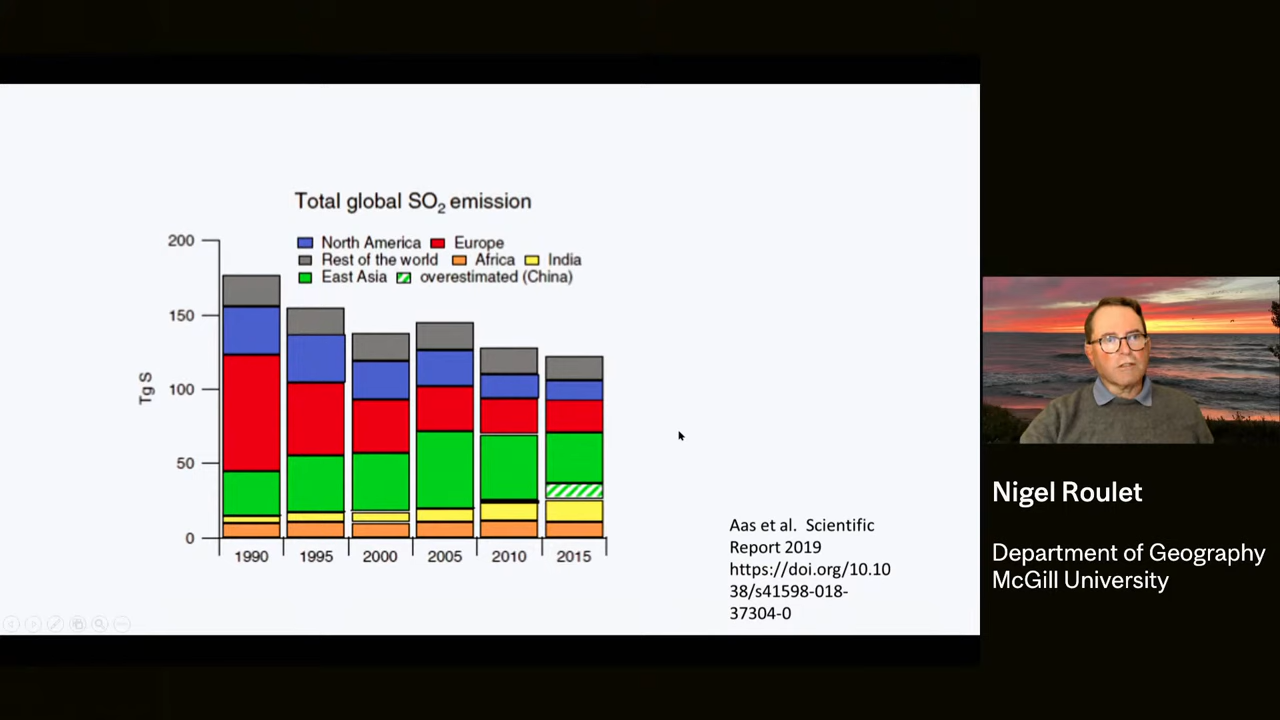 Total global SO₂ emission
North America Europe
Rest of the world Africa India
East Asia overestimated (China)
200
150
100
50
0
Tg S
1990 1995 2000 2005 2010 2015
Aas et al. Scientific
Report 2019
https://doi.org/10.10
38/s41598-018-
37304-0
Nigel Roulet
Department of Geography
McGill University